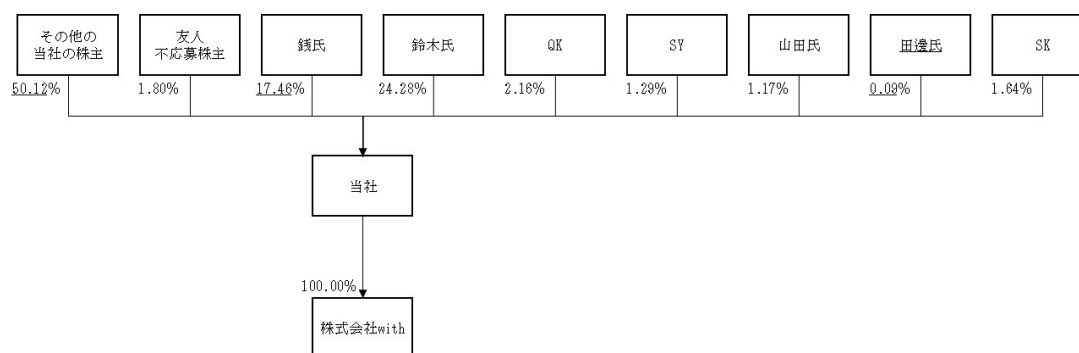 その他の
当社の株主
友人
不応募株主
銭氏
鈴木氏
QK
SY
山田氏
田邊氏
SK
50.12%
1.80%
17.46%
24.28%
2.16%
1.29%
1.17%
0.09%
1.64%
当社
100.00%
株式会社with